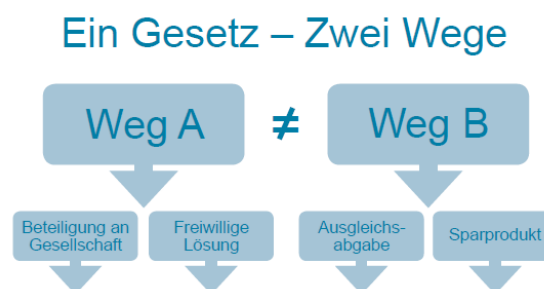 Ein Gesetz – Zwei Wege
Weg A ≠ Weg B
Beteiligung an
Gesellschaft
Freiwillige
Lösung
Ausgleichs-
abgabe
Sparprodukt